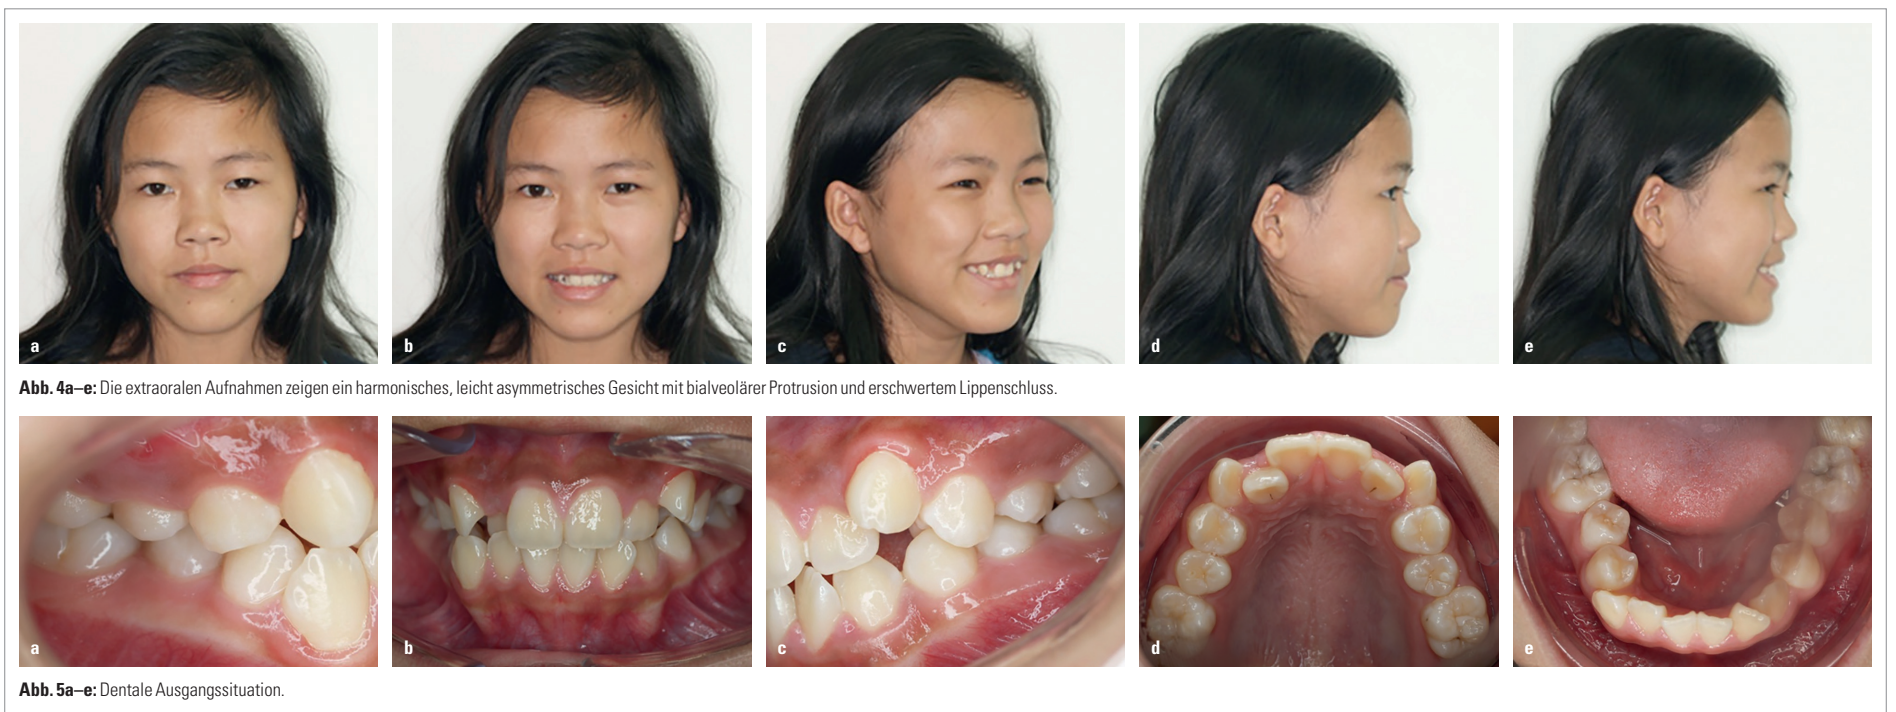 a
b
c
d
e
Abb. 4a–e: Die extraoralen Aufnahmen zeigen ein harmonisches, leicht asymmetrisches Gesicht mit bialveolärer Protrusion und erschwertem Lippenschluss.
a
b
c
d
e
Abb. 5a–e: Dentale Ausgangssituation.